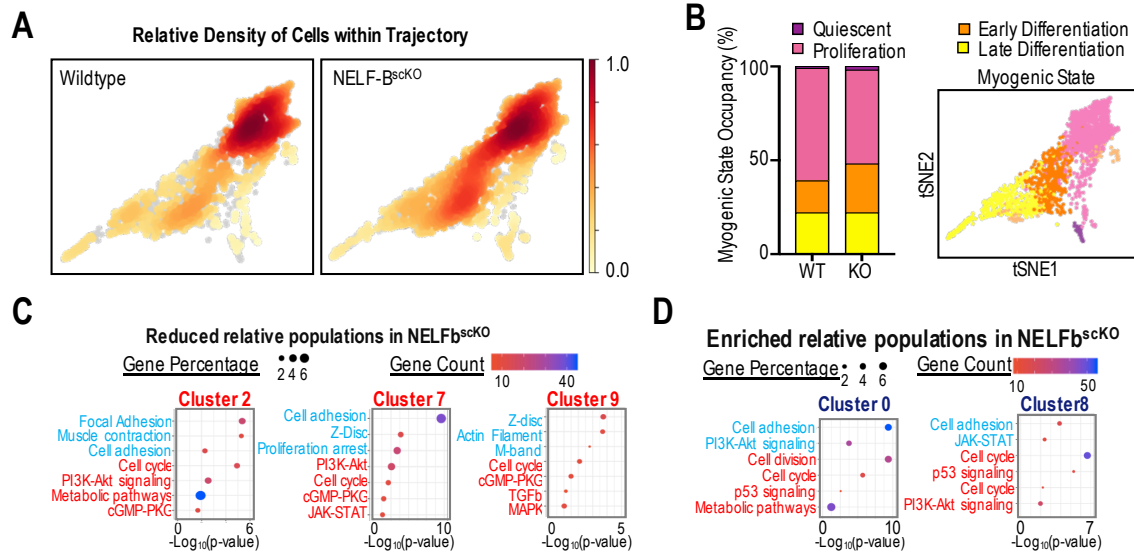 A
Relative Density of Cells within Trajectory
Wildtype
NELF-BscKO
1.0
0.0
B
Quiescent
Proliferation
Early Differentiation
Late Differentiation
Myogenic State Occupancy (%)
100
50
0
WT
KO
Myogenic State
tSNE2
tSNE1
C
Reduced relative populations in NELFbscKO
Gene Percentage
2 4 6
Gene Count
10
40
Cluster 2
Focal Adhesion
Muscle contraction
Cell adhesion
Cell cycle
PI3K-Akt signaling
Metabolic pathways
cGMP-PKG
0
6
-Log10(p-value)
Cluster 7
Cell adhesion
Z-Disc
Proliferation arrest
PI3K-Akt
Cell cycle
cGMP-PKG
JAK-STAT
0
10
-Log10(p-value)
Cluster 9
Z-disc
Actin Filament
M-band
Cell cycle
cGMP-PKG
TGFb
MAPK
0
5
-Log10(p-value)
D
Enriched relative populations in NELFbscKO
Gene Percentage
2 4 6
Gene Count
10
40
Cluster 0
Cell adhesion
PI3K-Akt signaling
Cell division
Cell cycle
p53 signaling
Metabolic pathways
0
10
-Log10(p-value)
Cluster8
Cell adhesion
JAK-STAT
Cell cycle
p53 signaling
Cell cycle
PI3K-Akt signaling
0
7
-Log10(p-value)